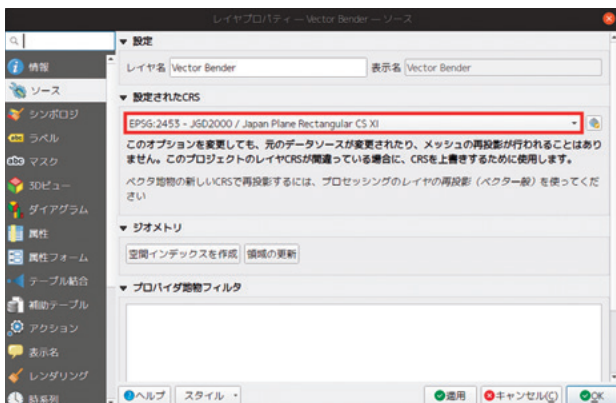 レイヤプロパティ — Vector Bender — ソース
情報
ソース
シンボロジ
abc ラベル
abc マスク
3Dビュー
ダイアグラム
属性
属性フォーム
テーブル結合
補助テーブル
アクション
表示名
レンダリング
時系列
▼ 設定
レイヤ名 Vector Bender 表示名 Vector Bender
▼ 設定されたCRS
EPSG:2453 - JGD2000 / Japan Plane Rectangular CS XI
このオプションを変更しても、元のデータソースが変更されたり、メッシュの再投影が行われることあり
ません。このプロジェクトのレイヤCRSが間違っている場合に、CRSを上書きするために使用します。
ベクタ地物の新しいCRSで再投影するには、プロセッシングのレイヤの再投影（ベクター般）を使ってくだ
さい
▼ ジオメトリ
空間インデックスを作成 領域の更新
▼ プロバイダ地物フィルタ
ヘルプ スタイル 適用 キャンセル(C) OK